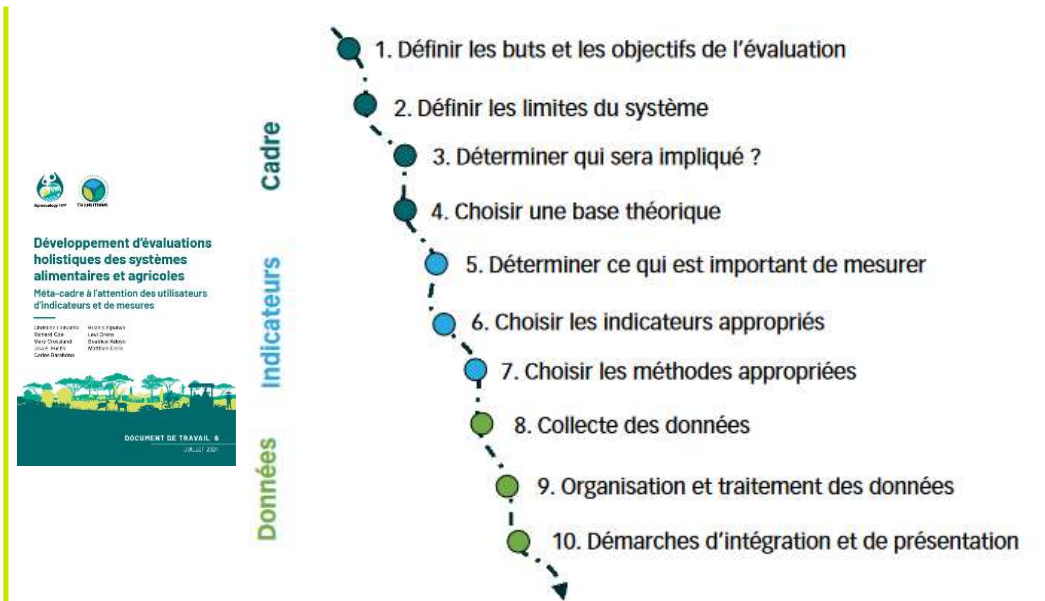 TRANSITIONS
Développement d'évaluations
holistiques des systèmes
alimentaires et agricoles
Méta-cadre à l'attention des utilisateurs
d'indicateurs et de mesures
DOCUMENT DE TRAVAIL 6
Cadre
1. Définir les buts et les objectifs de l'évaluation
2. Définir les limites du système
3. Déterminer qui sera impliqué ?
4. Choisir une base théorique
Indicateurs
5. Déterminer ce qui est important de mesurer
6. Choisir les indicateurs appropriés
7. Choisir les méthodes appropriées
Données
8. Collecte des données
9. Organisation et traitement des données
10. Démarches d'intégration et de présentation